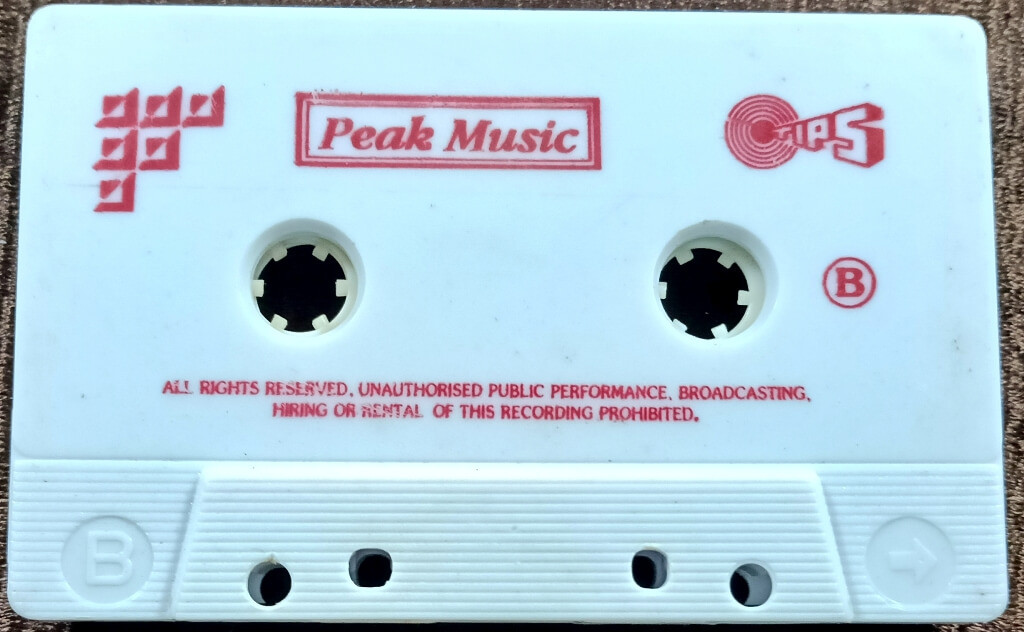 Peak Music
TIPS
B
ALL RIGHTS RESERVED, UNAUTHORISED PUBLIC PERFORMANCE, BROADCASTING,
HIRING OR RENTAL OF THIS RECORDING PROHIBITED.
B